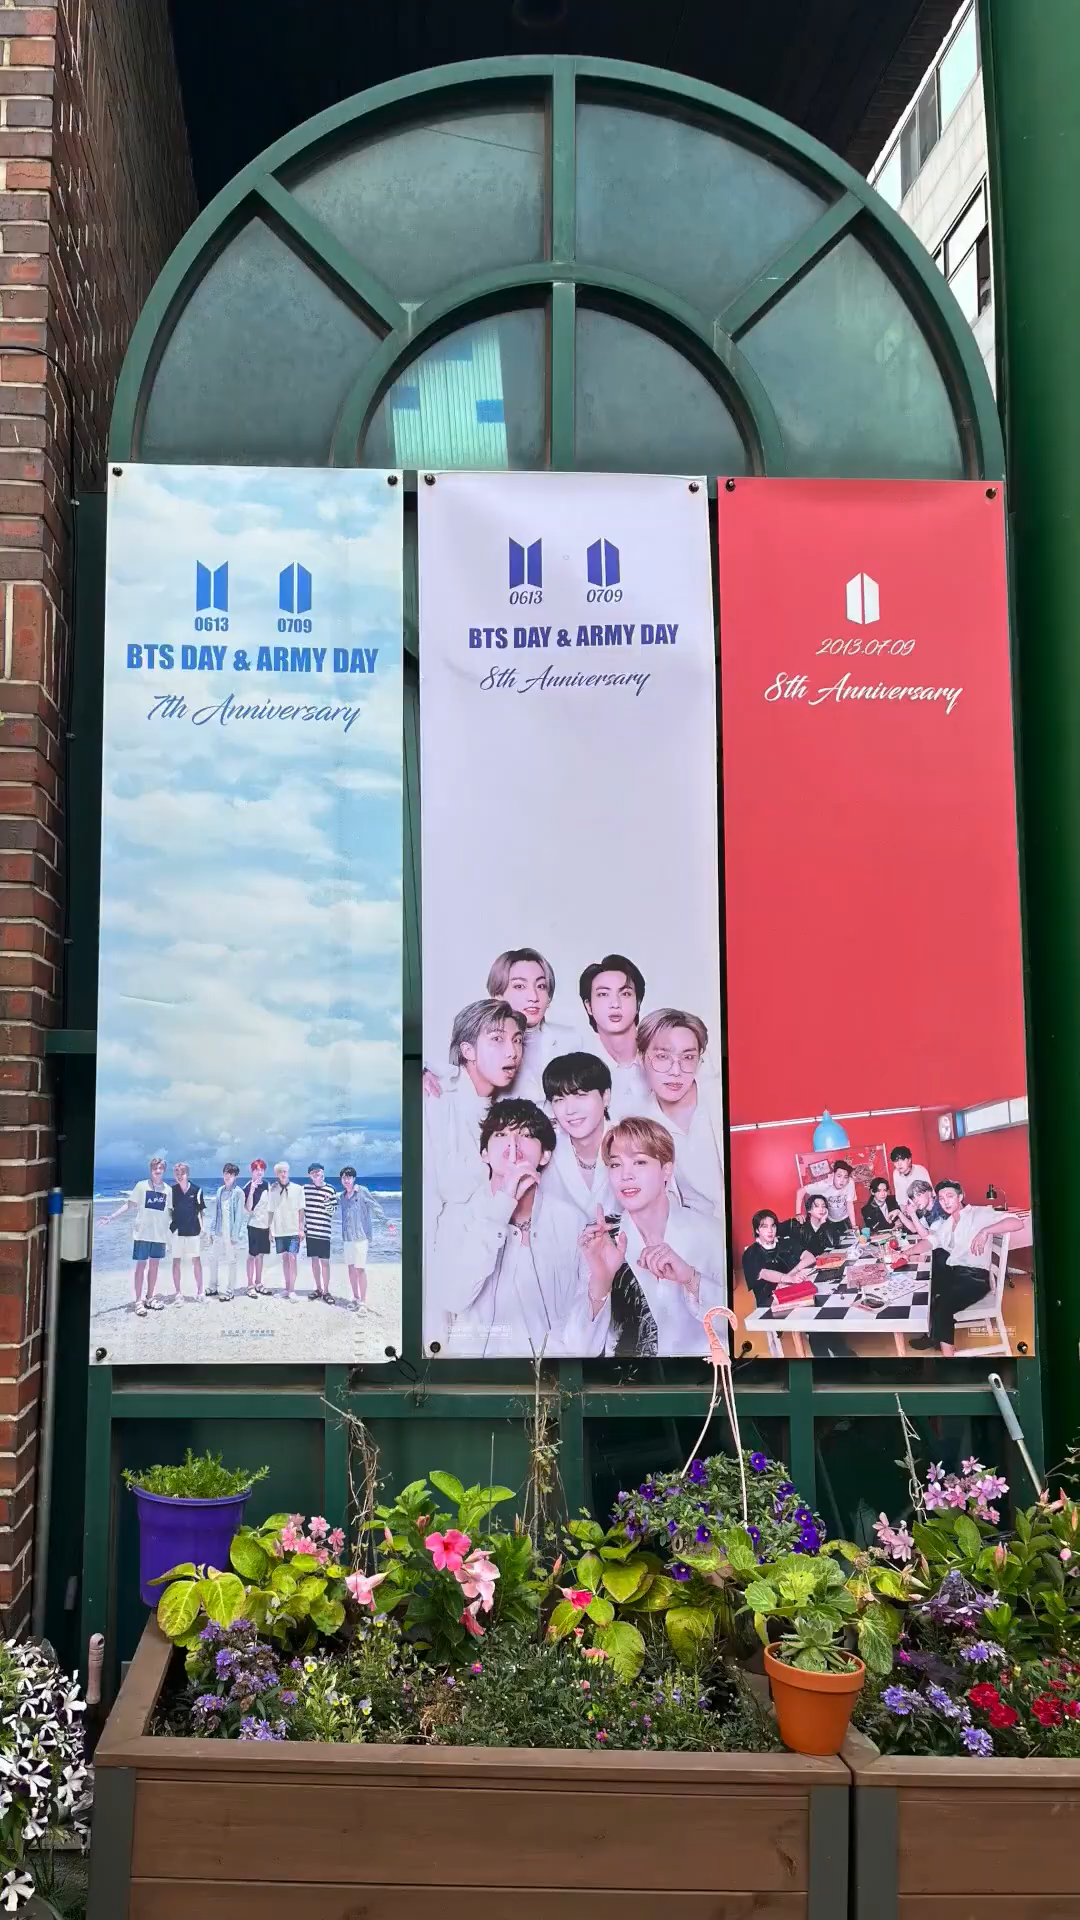 0613 0709
BTS DAY & ARMY DAY
7th Anniversary
0613 0709
BTS DAY & ARMY DAY
8th Anniversary
2013.07.09
8th Anniversary
A.P.C.